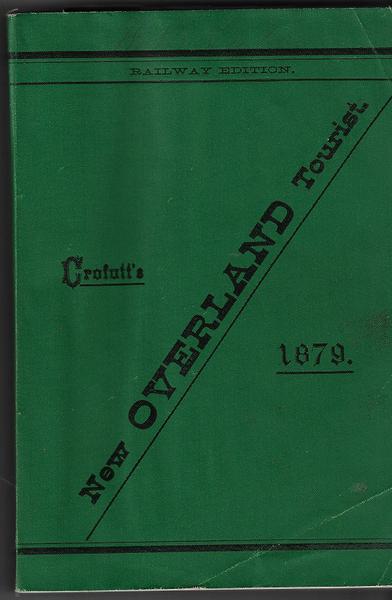 RAILWAY EDITION.
Crofutt's
New OVERLAND Tourist.
1879.